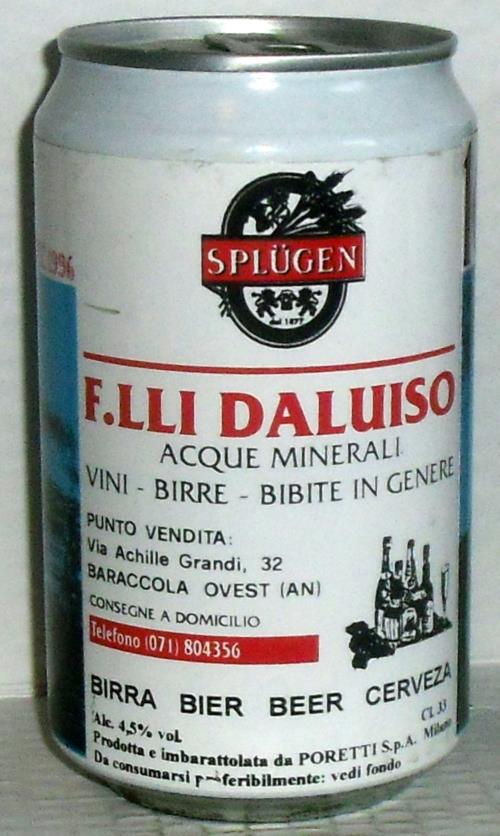 1996
SPLÜGEN
dal 1877
F.LLI DALUISO
ACQUE MINERALI
VINI - BIRRE - BIBITE IN GENERE
PUNTO VENDITA:
Via Achille Grandi, 32
BARACCOLA OVEST (AN)
CONSEGNE A DOMICILIO
Telefono (071) 804356
BIRRA BIER BEER CERVEZA
Alc. 4,5% vol. CL 33
Prodotta e imbarattolata da PORETTI S.p.A. Milano
Da consumarsi vedi fondo